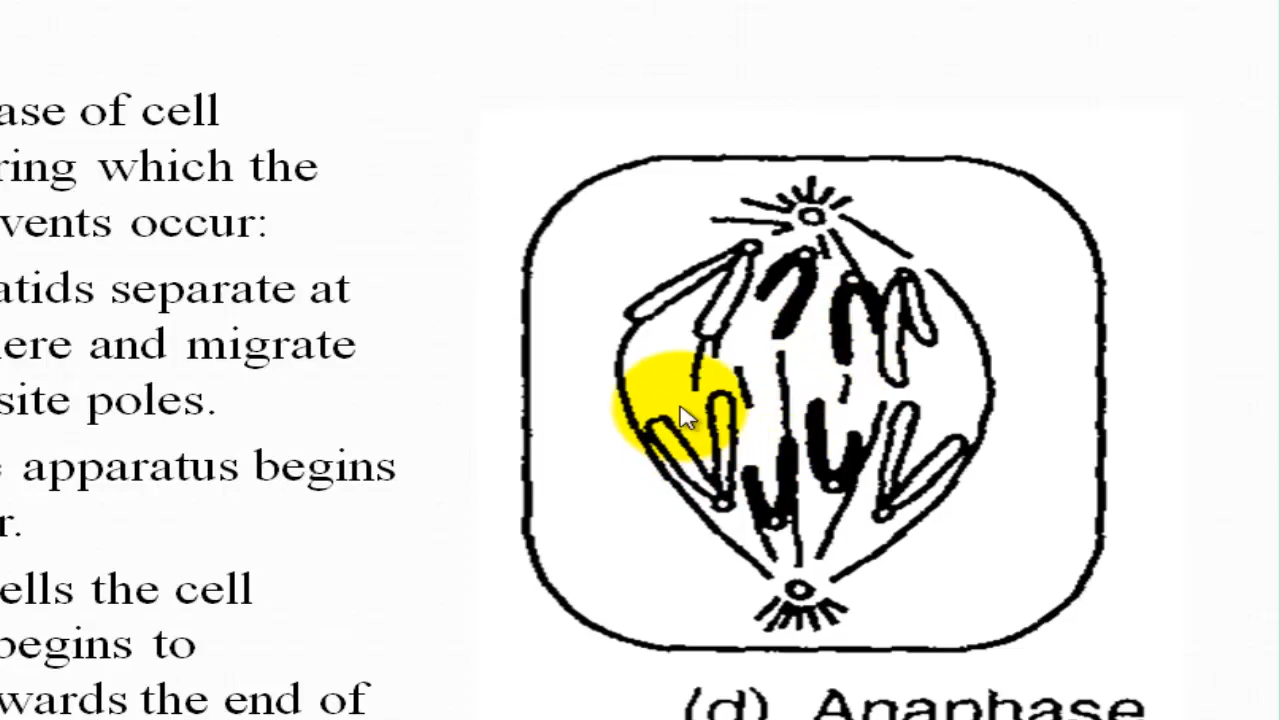 ase of cell
ring which the
vents occur:
atids separate at
ere and migrate
site poles.
apparatus begins
r.
ells the cell
begins to
wards the end of
(d) Anaphase